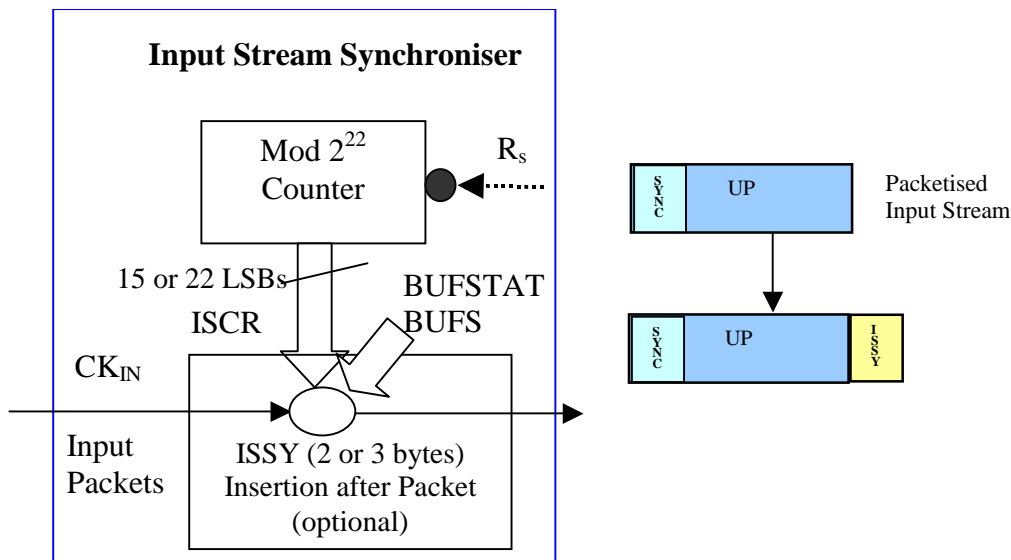 Input Stream Synchroniser
Mod 2^22
Counter
R_s
15 or 22 LSBs
ISCR
BUFSTAT
BUFS
CK_IN
Input
Packets
ISSY (2 or 3 bytes)
Insertion after Packet
(optional)
SYNC
UP
Packetised
Input Stream
SYNC
UP
ISSY